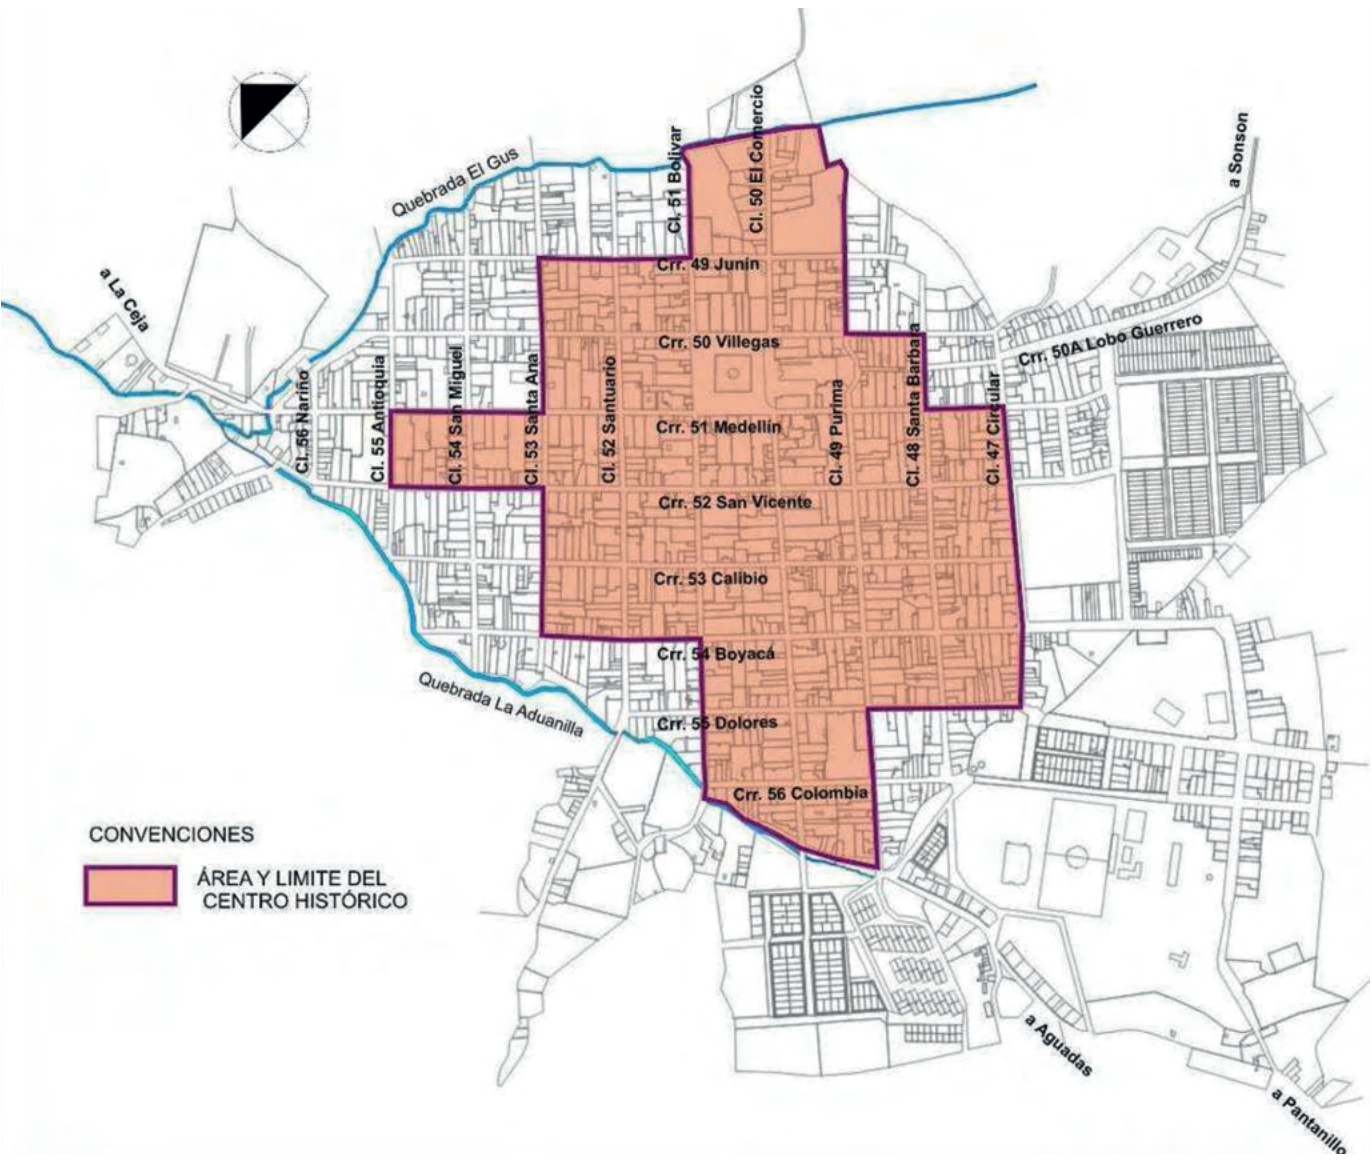 Cl. 51 Bolivar
Cl. 50 El Comercio
a Sonson
Quebrada El Gus
Crr. 49 Junín
a La Ceja
Crr. 50 Villegas
Crr. 50A Lobo Guerrero
Cl. 56 Nariño
Cl. 55 Antioquia
Cl. 54 San Miguel
Cl. 53 Santa Ana
Cl. 52 Santuario
Cl. 49 Purima
Cl. 48 Santa Barbara
Cl. 47 Circular
Crr. 51 Medellín
Crr. 52 San Vicente
Crr. 53 Calibio
Crr. 54 Boyacá
Quebrada La Aduanilla
Crr. 55 Dolores
Crr. 56 Colombia
CONVENCIONES
ÁREA Y LIMITE DEL
CENTRO HISTÓRICO
a Aguadas
a Pantanillo